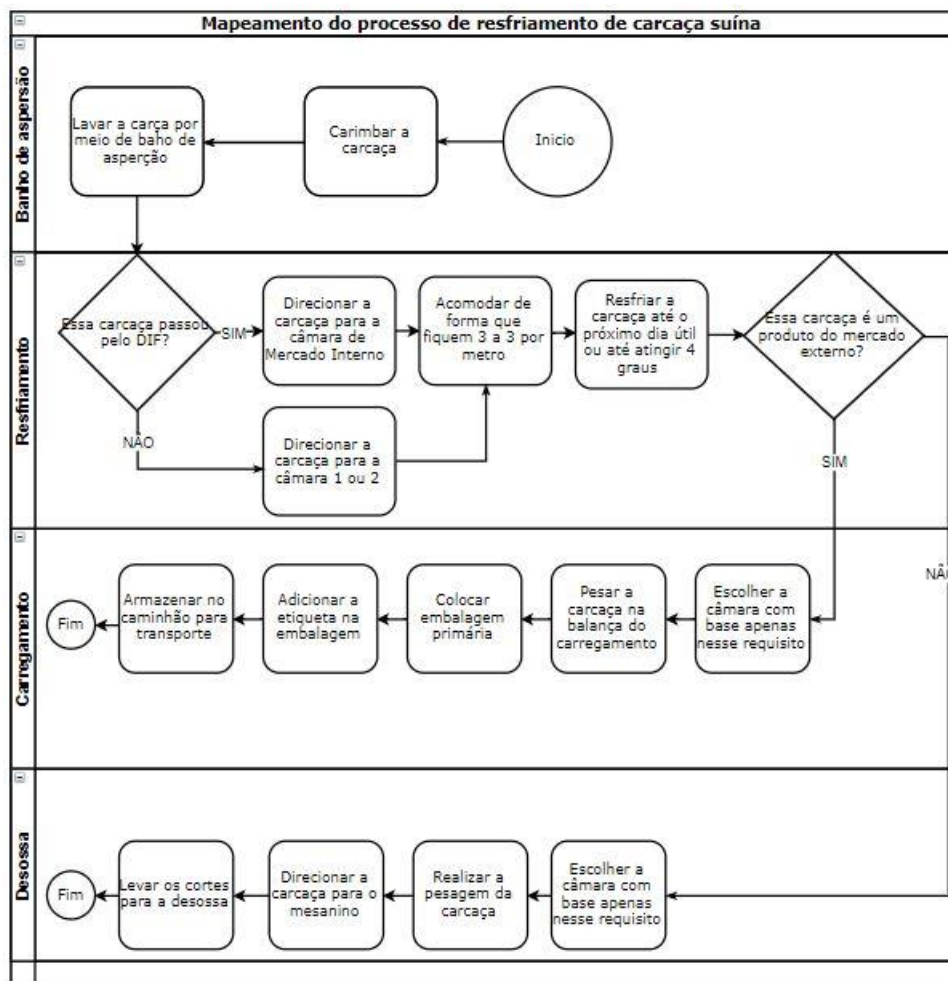 Mapeamento do processo de resfriamento de carcaça suína
Banho de aspersão
Lavar a carça por
meio de baho de
asperção
Carimbar a
carcaça
Inicio
Resfriamento
Essa carcaça passou
pelo DIF?
SIM
Direcionar a
carcaça para a
câmara de
Mercado Interno
Acomodar de
forma que
fiquem 3 a 3 por
metro
Resfriar a
carcaça até o
próximo dia útil
ou até atingir 4
graus
Essa carcaça é um
produto do mercado
externo?
NÃO
Direcionar a
carcaça para a
câmara 1 ou 2
SIM
NÃO
Carregamento
Fim
Armazenar no
caminhão para
transporte
Adicionar a
etiqueta na
embalagem
Colocar
embalagem
primária
Pesar a
carcaça na
balança do
carregamento
Escolher a
câmara com
base apenas
nesse requisito
Desossa
Fim
Levar os cortes
para a desossa
Direcionar a
carcaça para o
mesanino
Realizar a
pesagem da
carcaça
Escolher a
câmara com
base apenas
nesse requisito